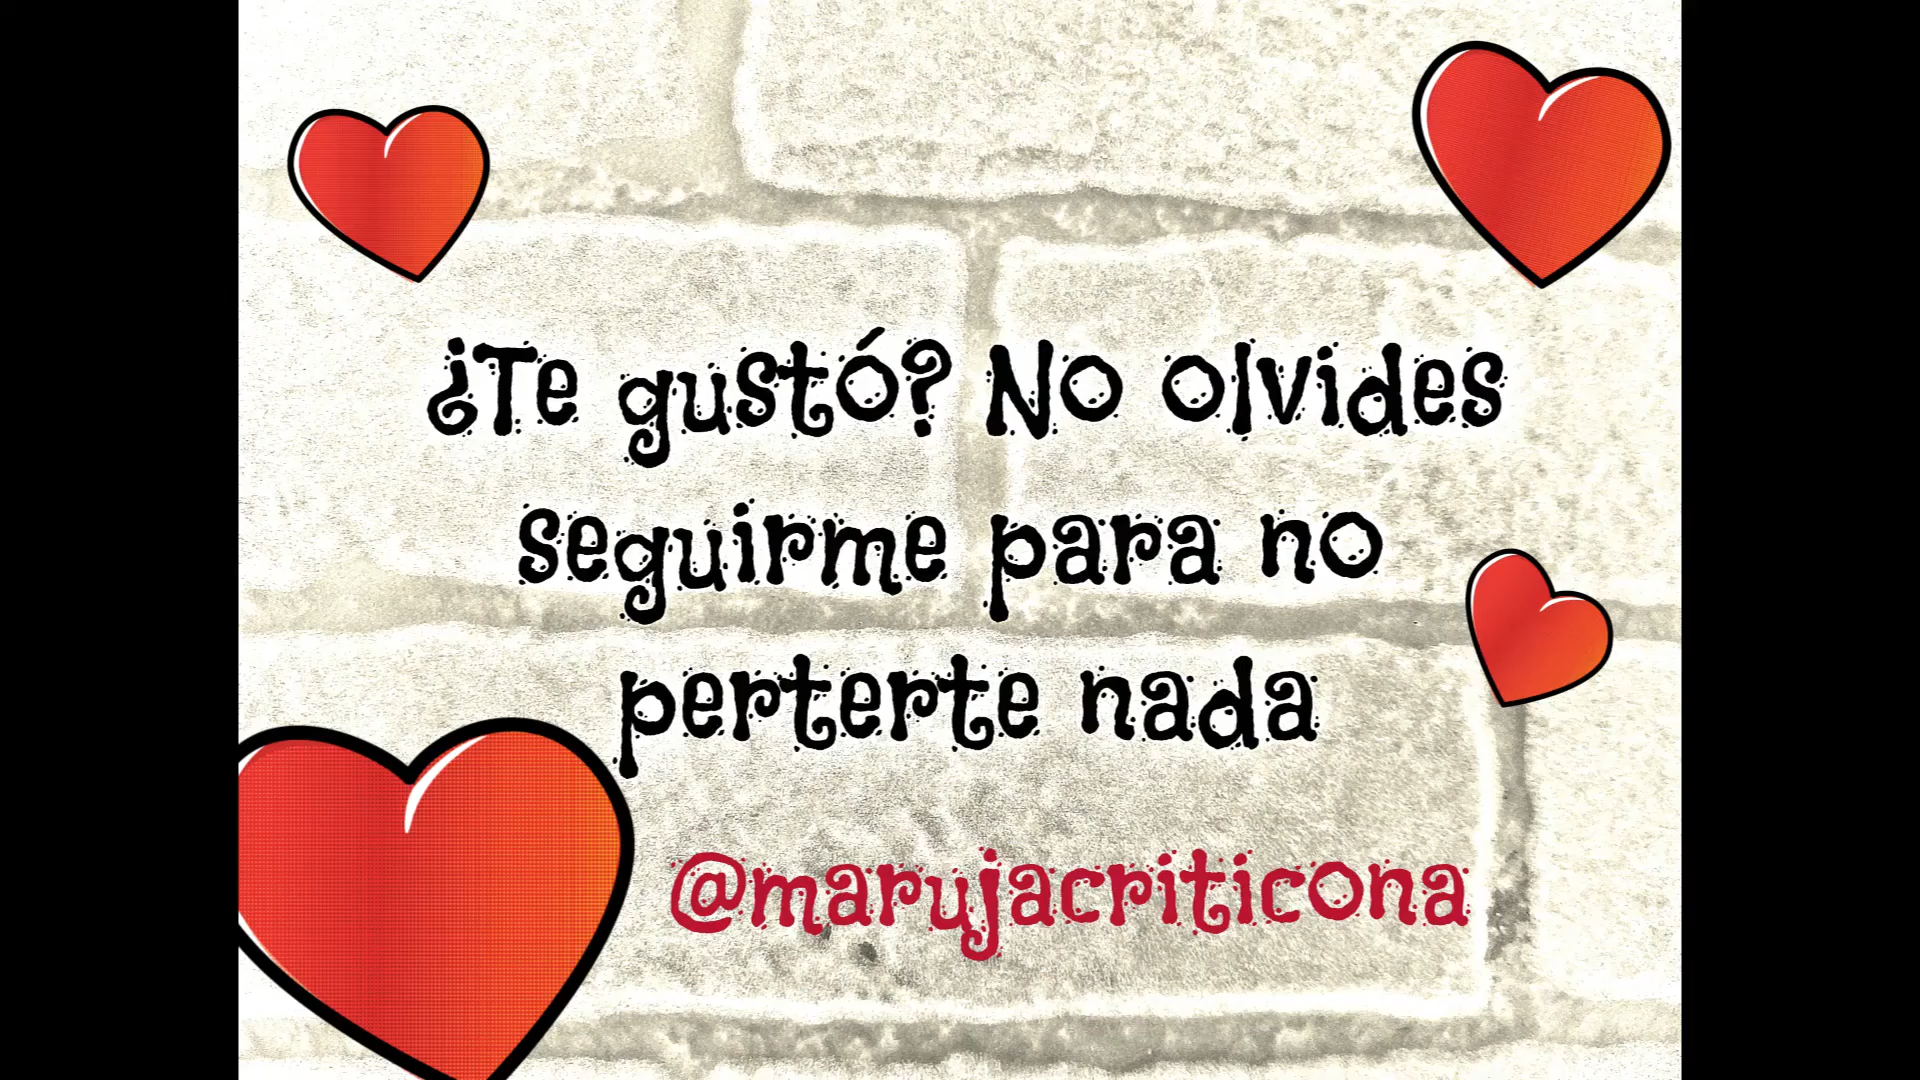 ¿Te gustó? No olvides
seguirme para no
perterte nada
@marujacriticona